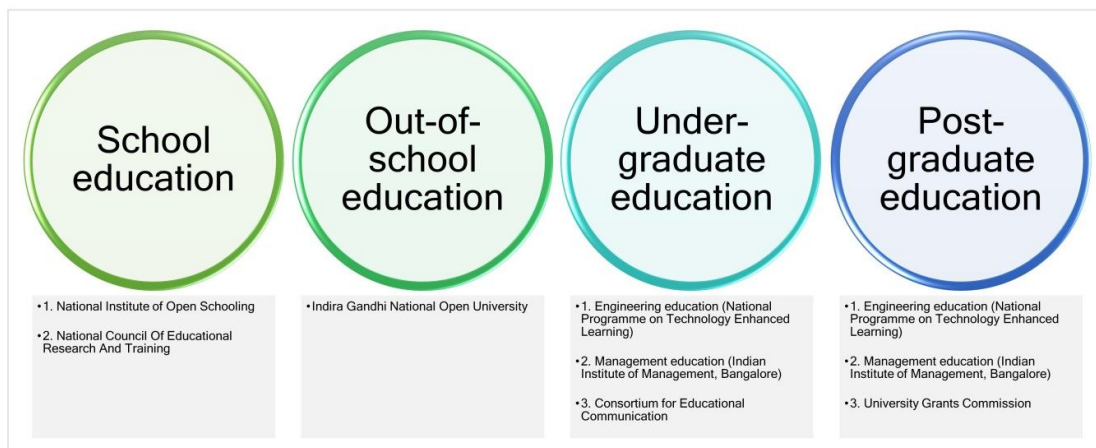 School
education
•1. National Institute of Open Schooling
•2. National Council Of Educational
Research And Training
Out-of-
school
education
•Indira Gandhi National Open University
Under-
graduate
education
•1. Engineering education (National
Programme on Technology Enhanced
Learning)
•2. Management education (Indian
Institute of Management, Bangalore)
•3. Consortium for Educational
Communication
Post-
graduate
education
•1. Engineering education (National
Programme on Technology Enhanced
Learning)
•2. Management education (Indian
Institute of Management, Bangalore)
•3. University Grants Commission